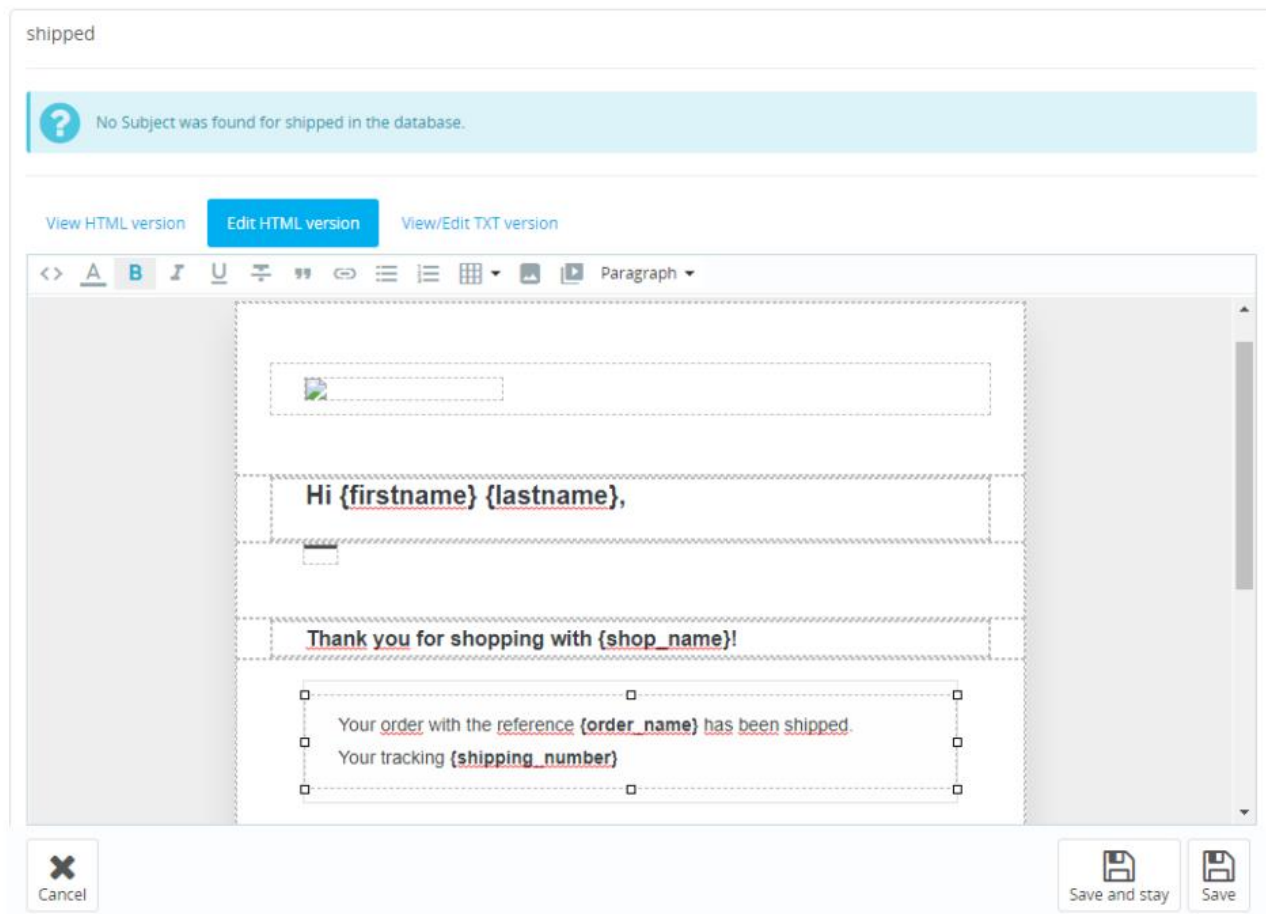 shipped
No Subject was found for shipped in the database.
View HTML version Edit HTML version View/Edit TXT version
<> A B I U Paragraph
Hi {firstname} {lastname},
Thank you for shopping with {shop_name}!
Your order with the reference {order_name} has been shipped.
Your tracking {shipping_number}
Cancel
Save and stay
Save